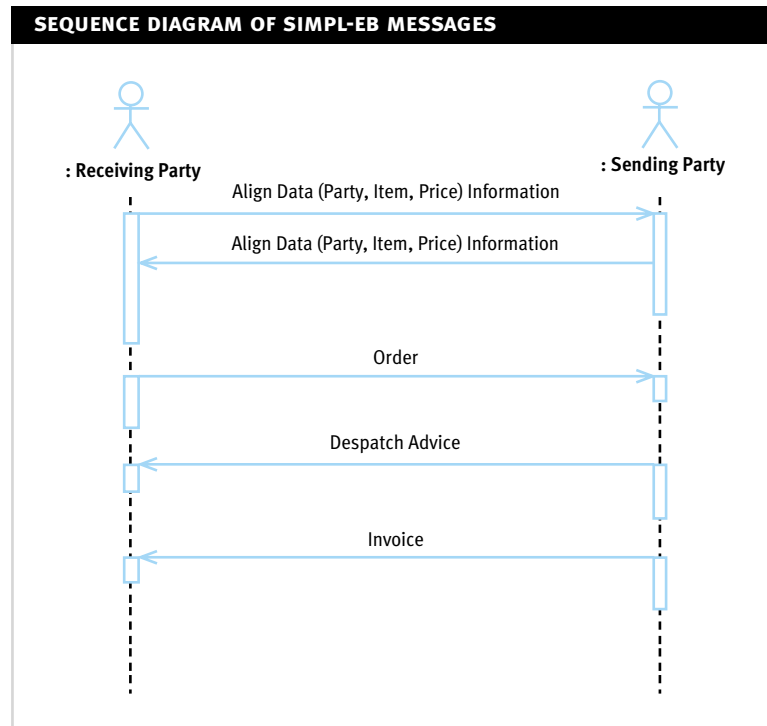 SEQUENCE DIAGRAM OF SIMPL-EB MESSAGES
: Receiving Party
: Sending Party
Align Data (Party, Item, Price) Information
Align Data (Party, Item, Price) Information
Order
Despatch Advice
Invoice